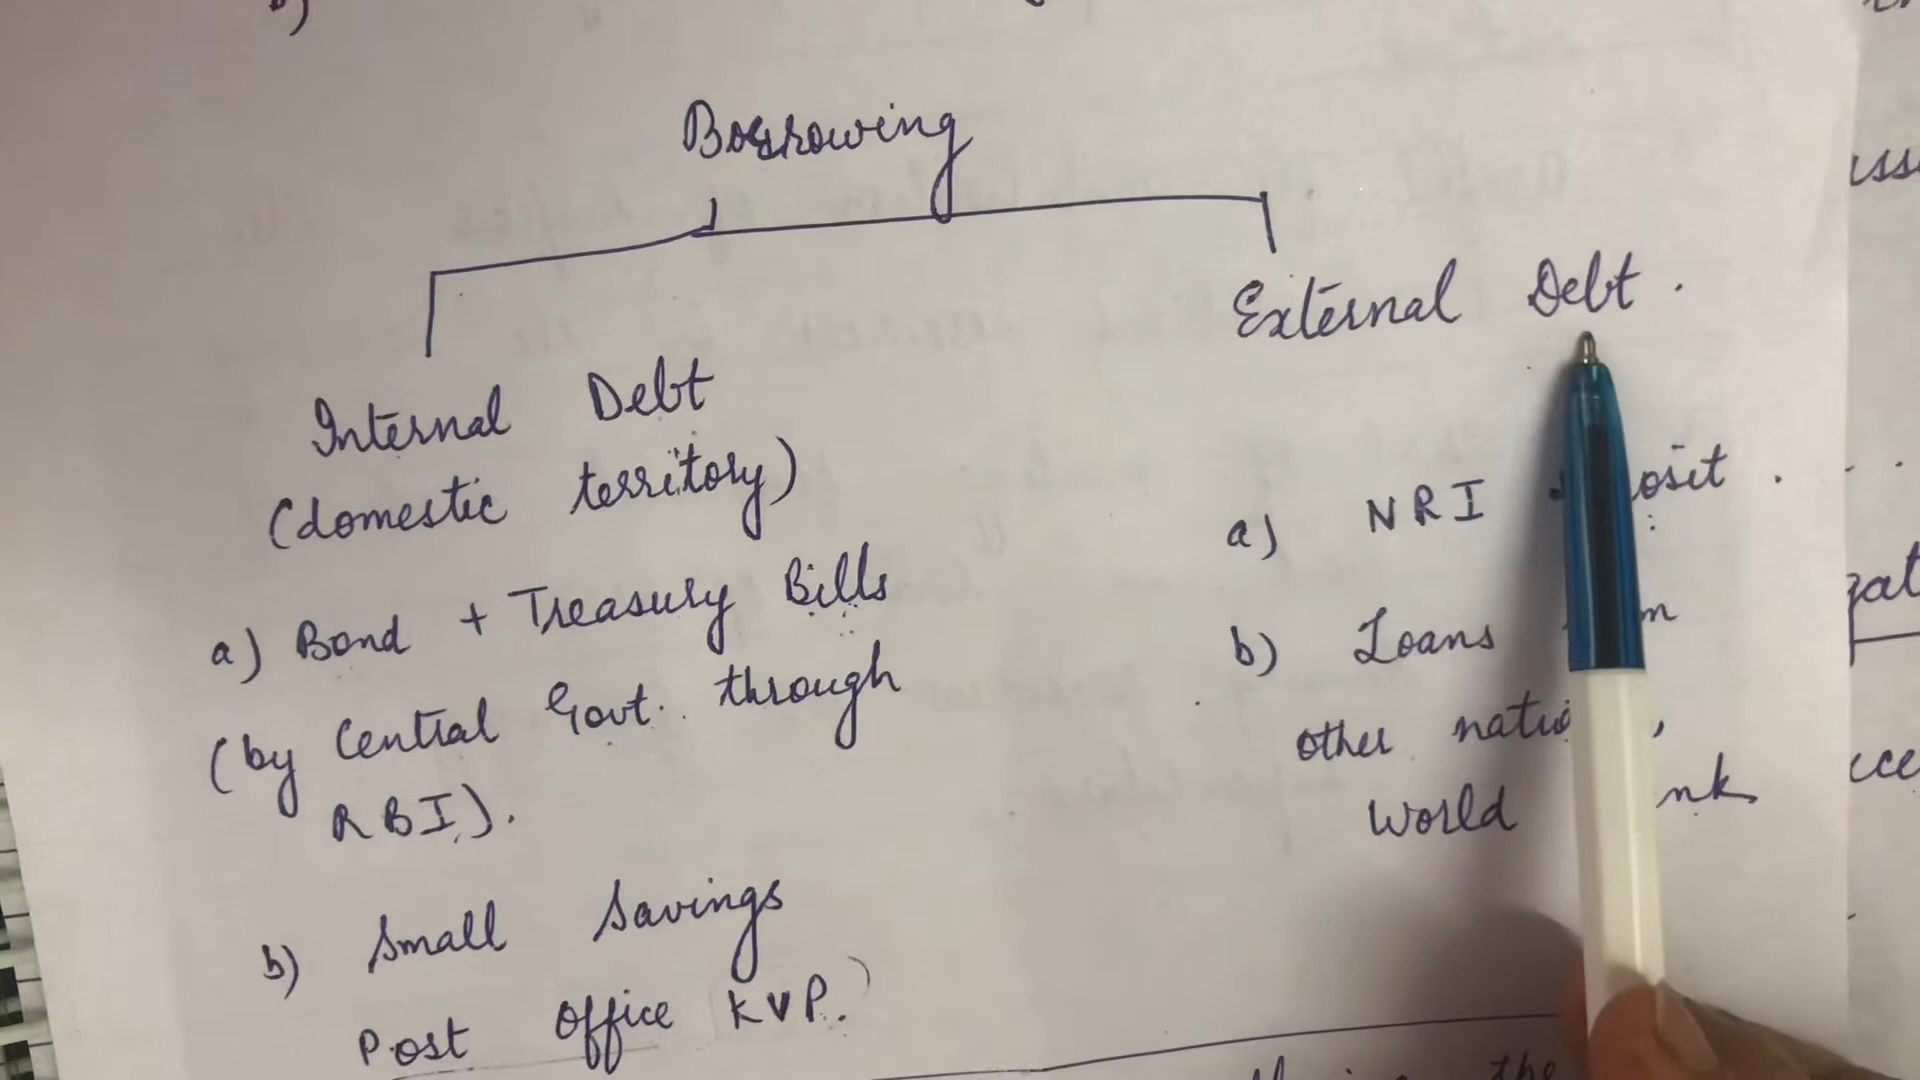 Borrowing
Internal Debt
(domestic territory)
a) Bond + Treasury Bills
(by Central Govt. through
RBI).
b) Small Savings
Post Office KVP.)
External Debt.
a) NRI
b) Loans
other
World
the